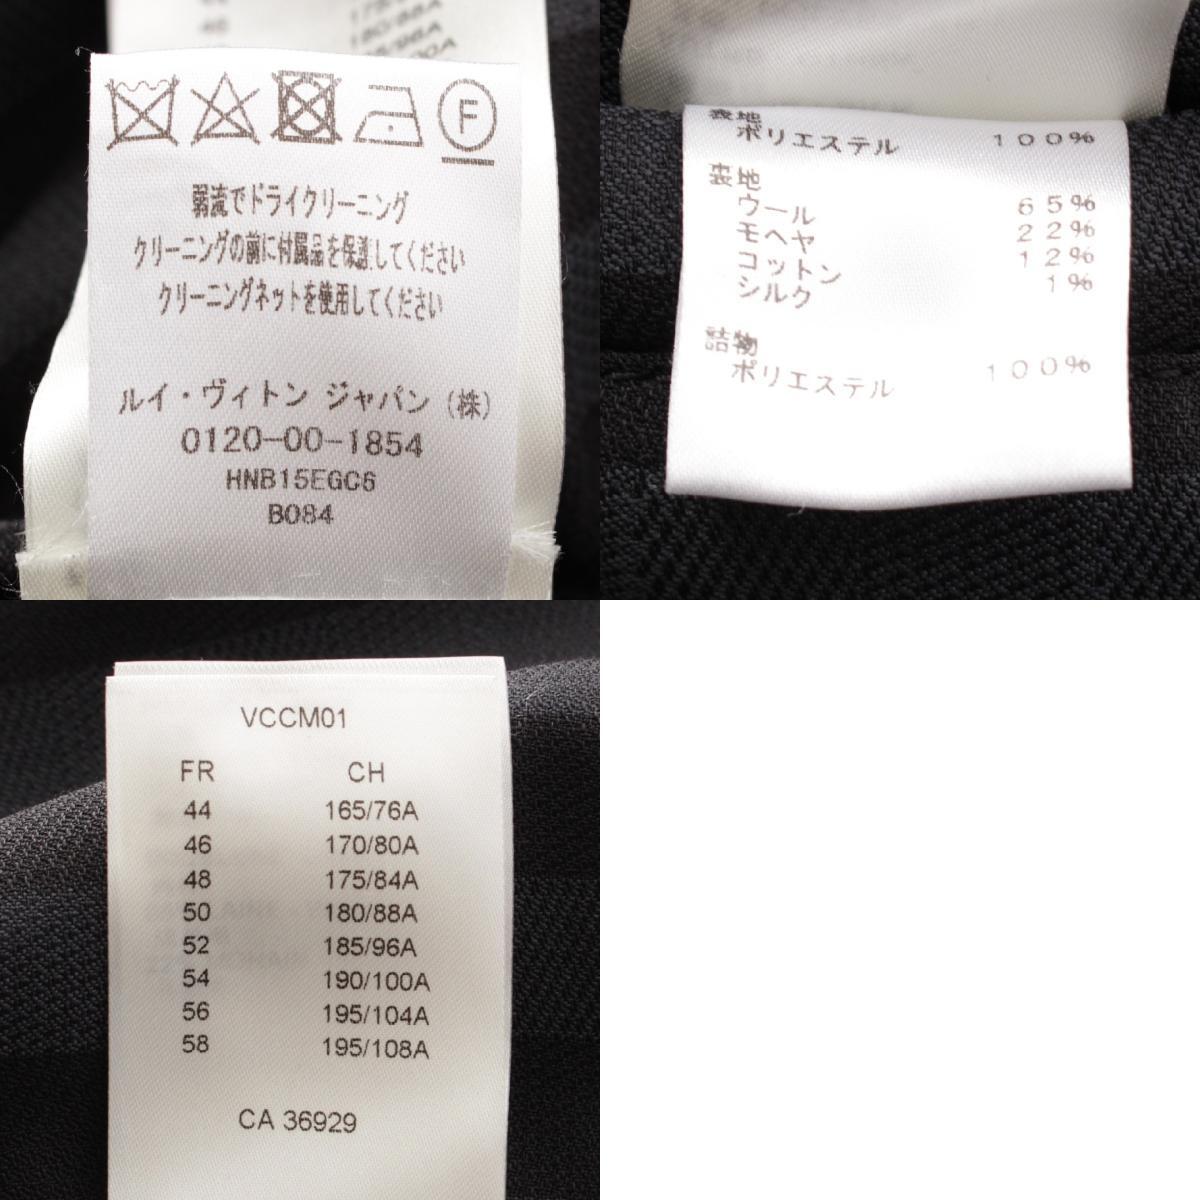 180/88A
弱流でドライクリーニング
クリーニングの前に付属品を保護してください
クリーニングネットを使用してください
ルイ・ヴィトン ジャパン (株)
0120-00-1854
HNB15EGC6
B084
F
表地
ポリエステル 100%
表地
ウール 65%
モヘヤ 22%
コットン 12%
シルク 1%
詰物
ポリエステル 100%
VCCM01
FR CH
44 165/76A
46 170/80A
48 175/84A
50 180/88A
52 185/96A
54 190/100A
56 195/104A
58 195/108A
CA 36929